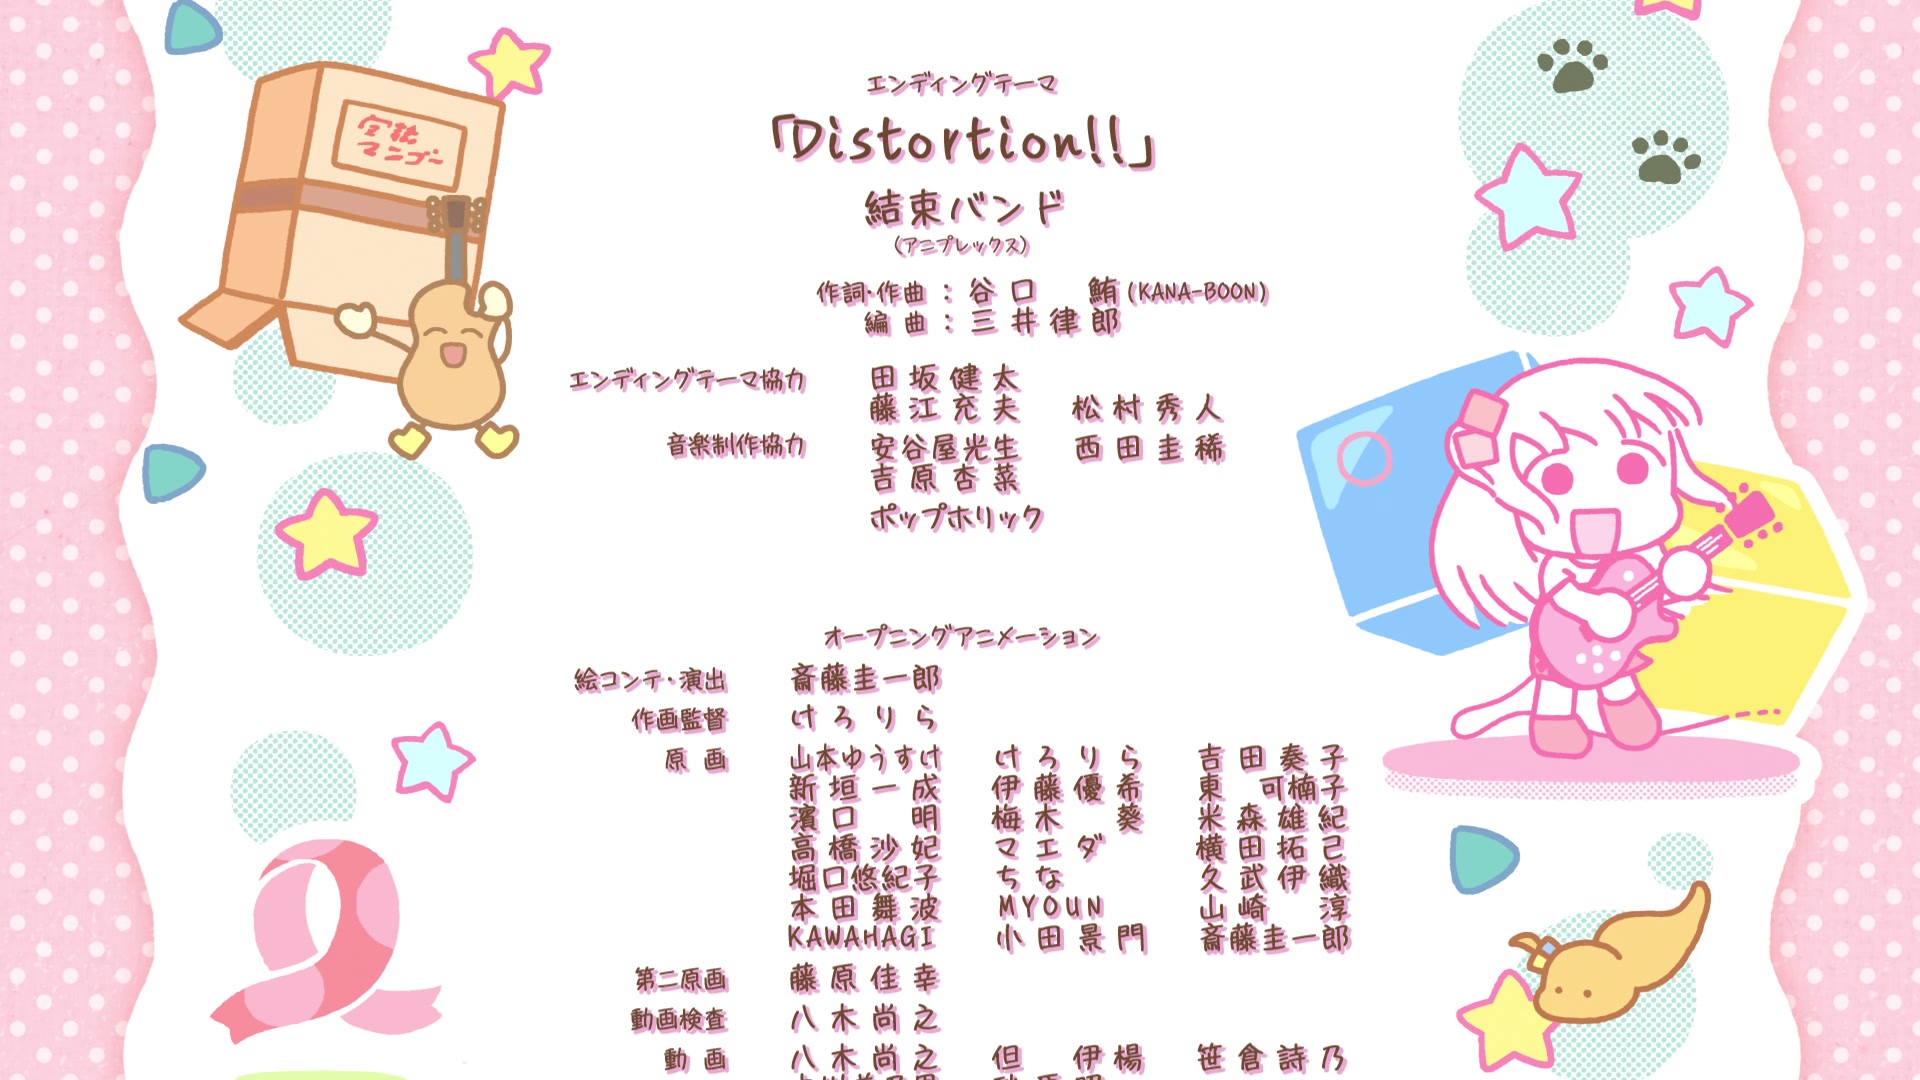 完熟
マンゴー
エンディングテーマ
「Distortion!!」
結束バンド
(アニプレックス)
作詞・作曲 : 谷口 鮪 (KANA-BOON)
編曲 : 三井律郎
エンディングテーマ協力 田坂健太
藤江充夫 松村秀人
音楽制作協力 安谷屋光生 西田圭稀
吉原杏菜
ポップホリック
オープニングアニメーション
絵コンテ・演出 斎藤圭一郎
作画監督 けろりら
原画 山本ゆうすけ けろりら 吉田奏子
新垣一成 伊藤優希 東 可楠子
濱口 明 梅木 葵 米森雄紀
高橋沙妃 マエダ 横田拓己
堀口悠紀子 ちな 久武伊織
本田舞波 MYOUN 山崎 淳
KAWAHAGI 小田景門 斎藤圭一郎
第二原画 藤原佳幸
動画検査 八木尚之
動画 八木尚之 但 伊楊 笹倉詩乃